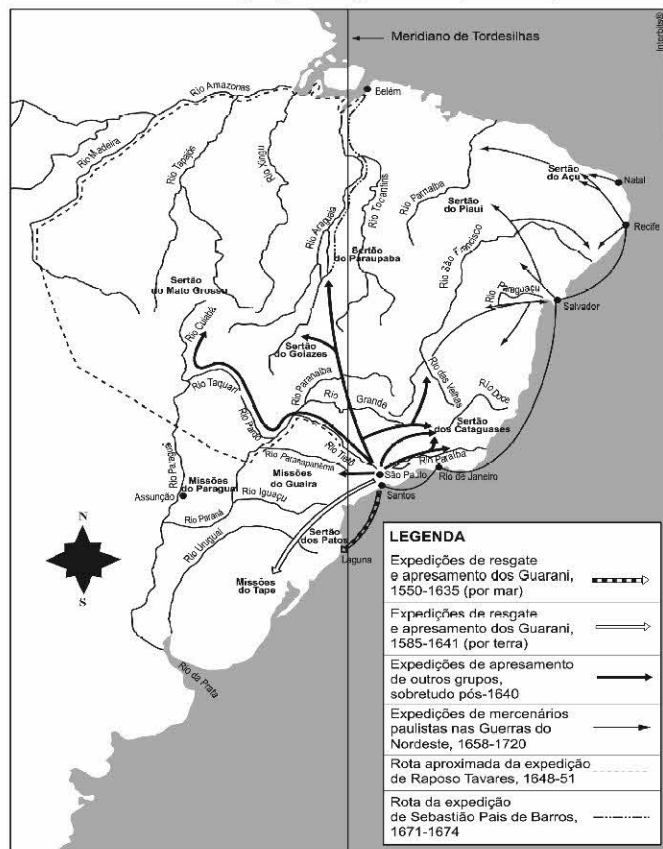 Meridiano de Tordesilhas
Interbits®
Belém
Rio Amazonas
Rio Madeira
Rio Tapajós
Rio Xingu
Rio Araguaia
Rio Tocantins
Rio Parnaíba
Sertão
do Açu
Natal
Sertão
do Piauí
Recife
Rio São Francisco
Sertão
do Paraupaba
Rio Paraguaçu
Salvador
Sertão
do Mato Grosso
Rio Cuiabá
Sertão
do Goiazes
Rio Paranaíba
Rio das Velhas
Rio Doce
Rio Taquari
Rio Grande
Sertão
dos Cataguases
Rio Pardo
Rio Tietê
Rio Paraíba
Rio Paranapanema
São Paulo
Rio de Janeiro
Rio Paraguai
Missões
do Paraguai
Missões
do Guaira
Santos
Assunção
Rio Iguaçu
Rio Paraná
Sertão
dos Patos
Rio Uruguai
Laguna
Missões
do Tape
N
S
Rio da Prata
LEGENDA
Expedições de resgate
e apresamento dos Guarani,
1550-1635 (por mar)
Expedições de resgate
e apresamento dos Guarani,
1585-1641 (por terra)
Expedições de apresamento
de outros grupos,
sobretudo pós-1640
Expedições de mercenários
paulistas nas Guerras do
Nordeste, 1658-1720
Rota aproximada da expedição
de Raposo Tavares, 1648-51
Rota da expedição
de Sebastião Pais de Barros,
1671-1674